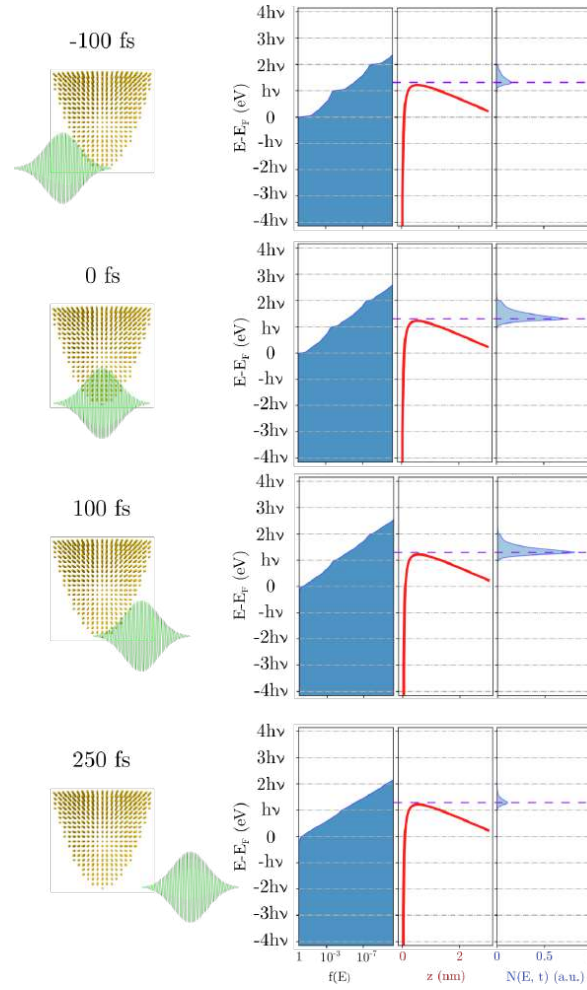 -100 fs
4hν
3hν
2hν
hν
0
-hν
-2hν
-3hν
-4hν
E-E_F (eV)
0 fs
4hν
3hν
2hν
hν
0
-hν
-2hν
-3hν
-4hν
E-E_F (eV)
100 fs
4hν
3hν
2hν
hν
0
-hν
-2hν
-3hν
-4hν
E-E_F (eV)
250 fs
4hν
3hν
2hν
hν
0
-hν
-2hν
-3hν
-4hν
E-E_F (eV)
1 10⁻³ 10⁻⁷ 0 2 0 0.5
f(E) z (nm) N(E, t) (a.u.)